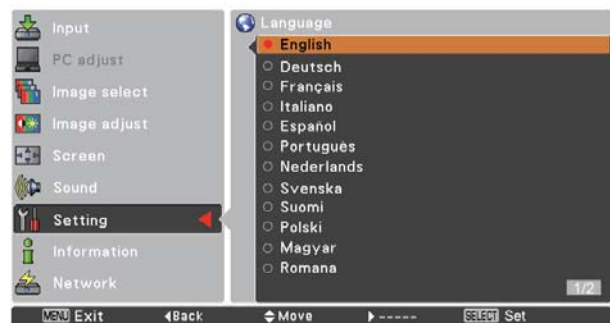 Input
PC adjust
Image select
Image adjust
Screen
Sound
Setting
Information
Network
Language
English
Deutsch
Français
Italiano
Español
Português
Nederlands
Svenska
Suomi
Polski
Magyar
Romana
1/2
MENU Exit
Back
Move
-----
SELECT Set